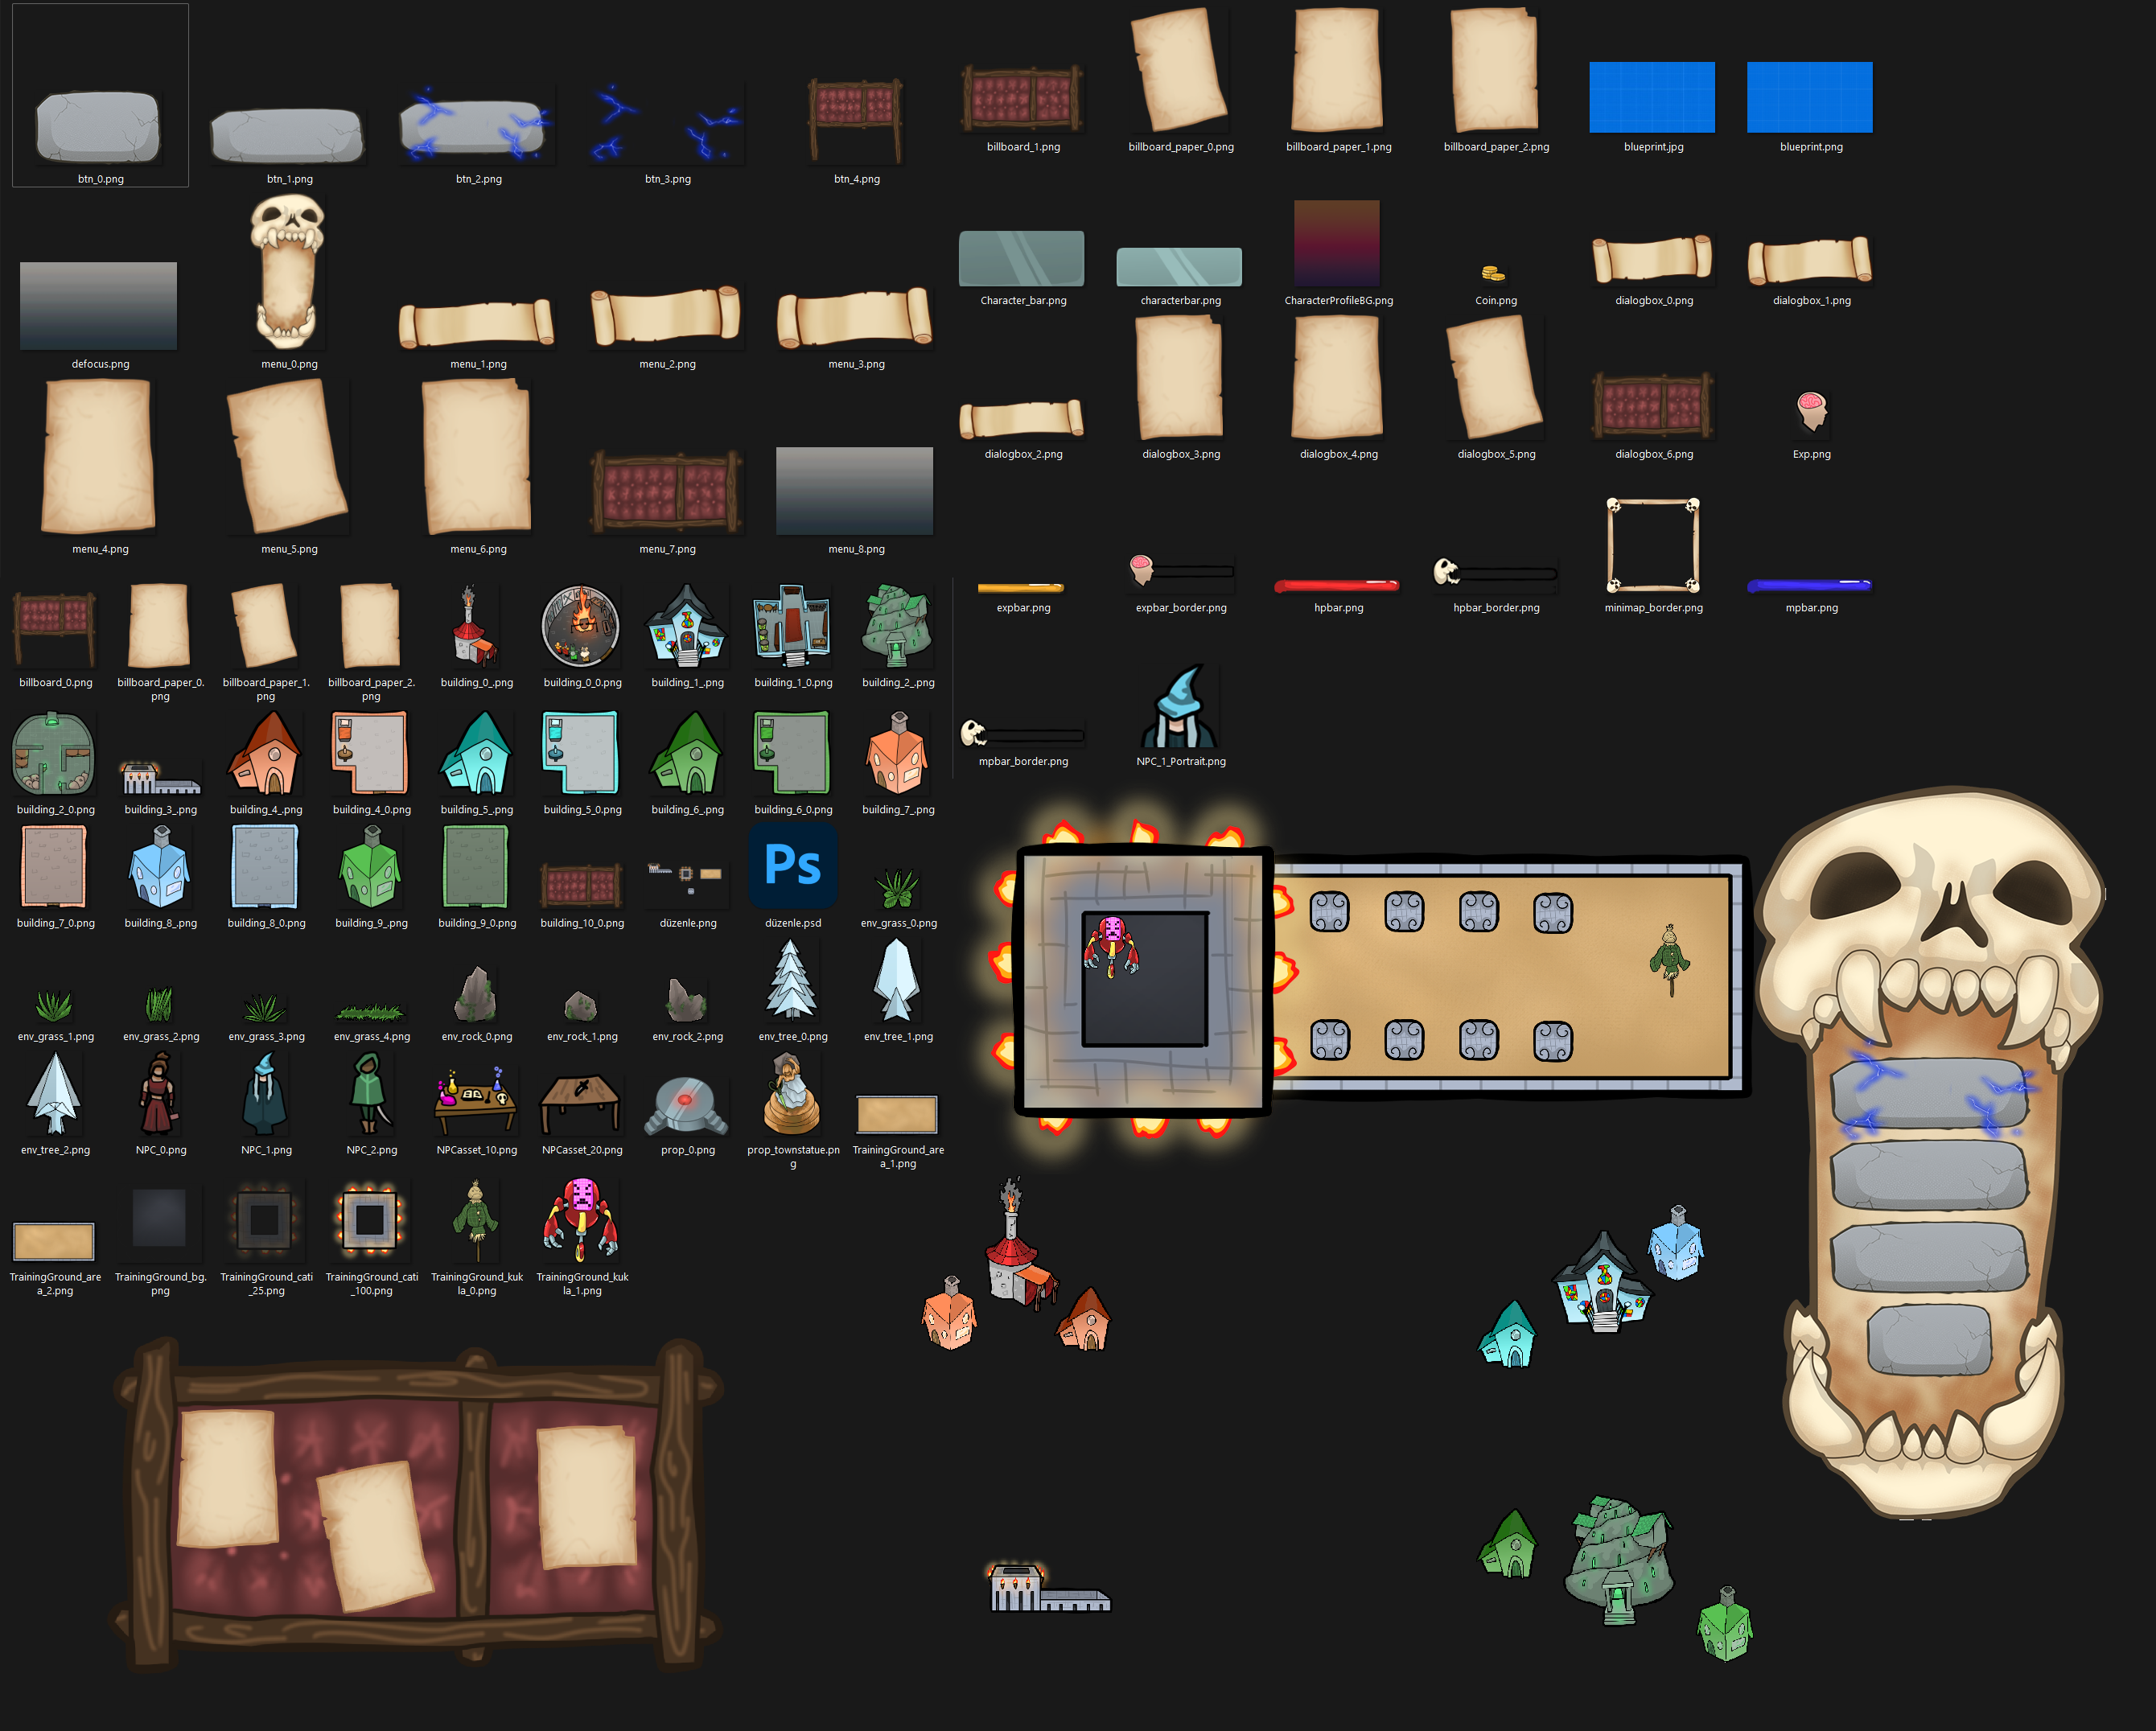 btn_0.png
btn_1.png
btn_2.png
btn_3.png
btn_4.png
billboard_1.png
billboard_paper_0.png
billboard_paper_1.png
billboard_paper_2.png
blueprint.jpg
blueprint.png
defocus.png
menu_0.png
menu_1.png
menu_2.png
menu_3.png
Character_bar.png
characterbar.png
CharacterProfileBG.png
Coin.png
dialogbox_0.png
dialogbox_1.png
menu_4.png
menu_5.png
menu_6.png
menu_7.png
menu_8.png
dialogbox_2.png
dialogbox_3.png
dialogbox_4.png
dialogbox_5.png
dialogbox_6.png
Exp.png
expbar.png
expbar_border.png
hpbar.png
hpbar_border.png
minimap_border.png
mpbar.png
mpbar_border.png
NPC_1_Portrait.png
billboard_0.png
billboard_paper_0.
png
billboard_paper_1.
png
billboard_paper_2.
png
building_0_.png
building_0_0.png
building_1_.png
building_1_0.png
building_2_.png
building_2_0.png
building_3_.png
building_4_.png
building_4_0.png
building_5_.png
building_5_0.png
building_6_.png
building_6_0.png
building_7_.png
building_7_0.png
building_8_.png
building_8_0.png
building_9_.png
building_9_0.png
building_10_0.png
düzenle.png
Ps
düzenle.psd
env_grass_0.png
env_grass_1.png
env_grass_2.png
env_grass_3.png
env_grass_4.png
env_rock_0.png
env_rock_1.png
env_rock_2.png
env_tree_0.png
env_tree_1.png
env_tree_2.png
NPC_0.png
NPC_1.png
NPC_2.png
NPCasset_10.png
NPCasset_20.png
prop_0.png
prop_townstatue.pn
g
TrainingGround_are
a_1.png
TrainingGround_are
a_2.png
TrainingGround_bg.
png
TrainingGround_cati
_25.png
TrainingGround_cati
_100.png
TrainingGround_kuk
la_0.png
TrainingGround_kuk
la_1.png